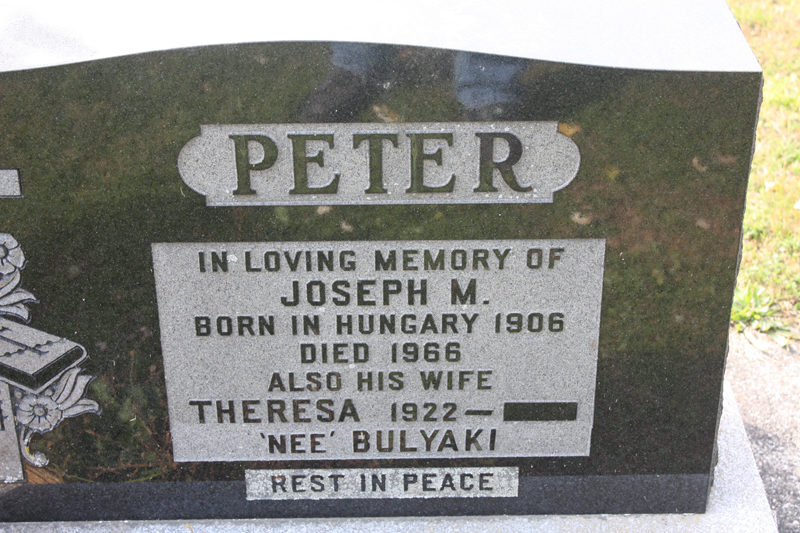 PETER
IN LOVING MEMORY OF
JOSEPH M.
BORN IN HUNGARY 1906
DIED 1966
ALSO HIS WIFE
THERESA 1922 —
'NEE' BULYAKI
REST IN PEACE